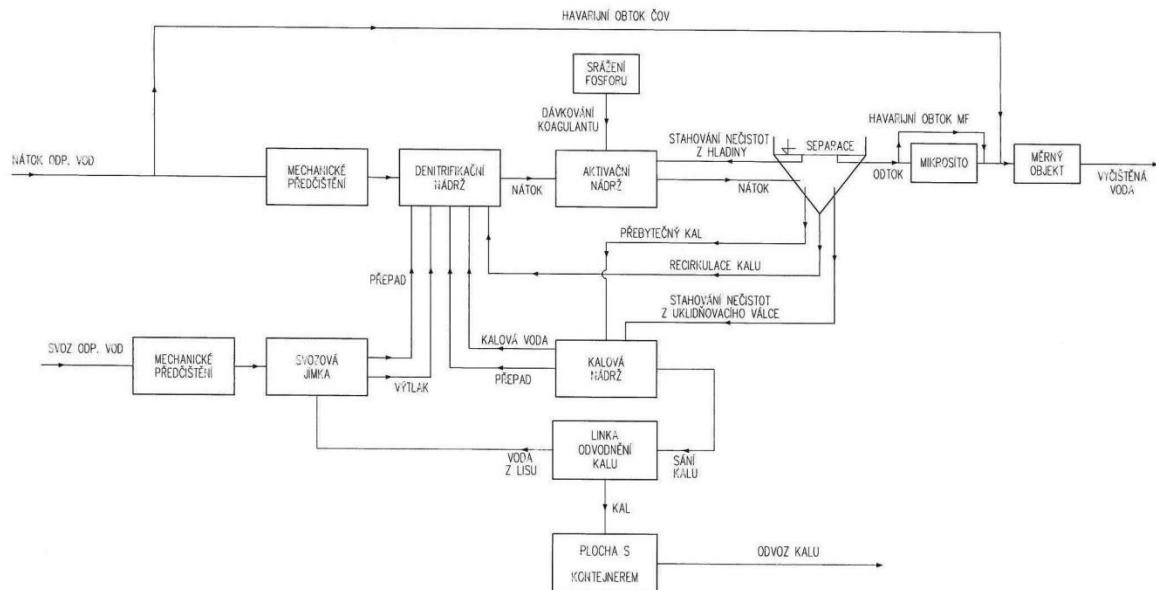 HAVARIJNÍ OBTOK ČOV
SRÁŽENÍ
FOSFORU
DÁVKOVÁNÍ
KOAGULANTU
STAHOVÁNÍ NEČISTOT
Z HLADINY
SEPARACE
HAVARIJNÍ OBTOK MF
NÁTOK ODP. VOD
MECHANICKÉ
PŘEDČIŠTĚNÍ
DENITRIFIKAČNÍ
NÁDRŽ
NÁTOK
AKTIVAČNÍ
NÁDRŽ
NÁTOK
ODTOK
MIKROSÍTO
MĚRNÝ
OBJEKT
VYČIŠTĚNÁ
VODA
PŘEBYTEČNÝ KAL
RECIRKULACE KALU
PŘEPAD
STAHOVÁNÍ NEČISTOT
Z UKLIDŇOVACÍHO VÁLCE
SVOZ ODP. VOD
MECHANICKÉ
PŘEDČIŠTĚNÍ
SVOZOVÁ
JÍMKA
VÝTLAK
KALOVÁ VODA
PŘEPAD
KALOVÁ
NÁDRŽ
LINKA
ODVODNĚNÍ
KALU
VODA
Z LISU
SÁNÍ
KALU
KAL
PLOCHA S
KONTEJNEREM
ODVOZ KALU